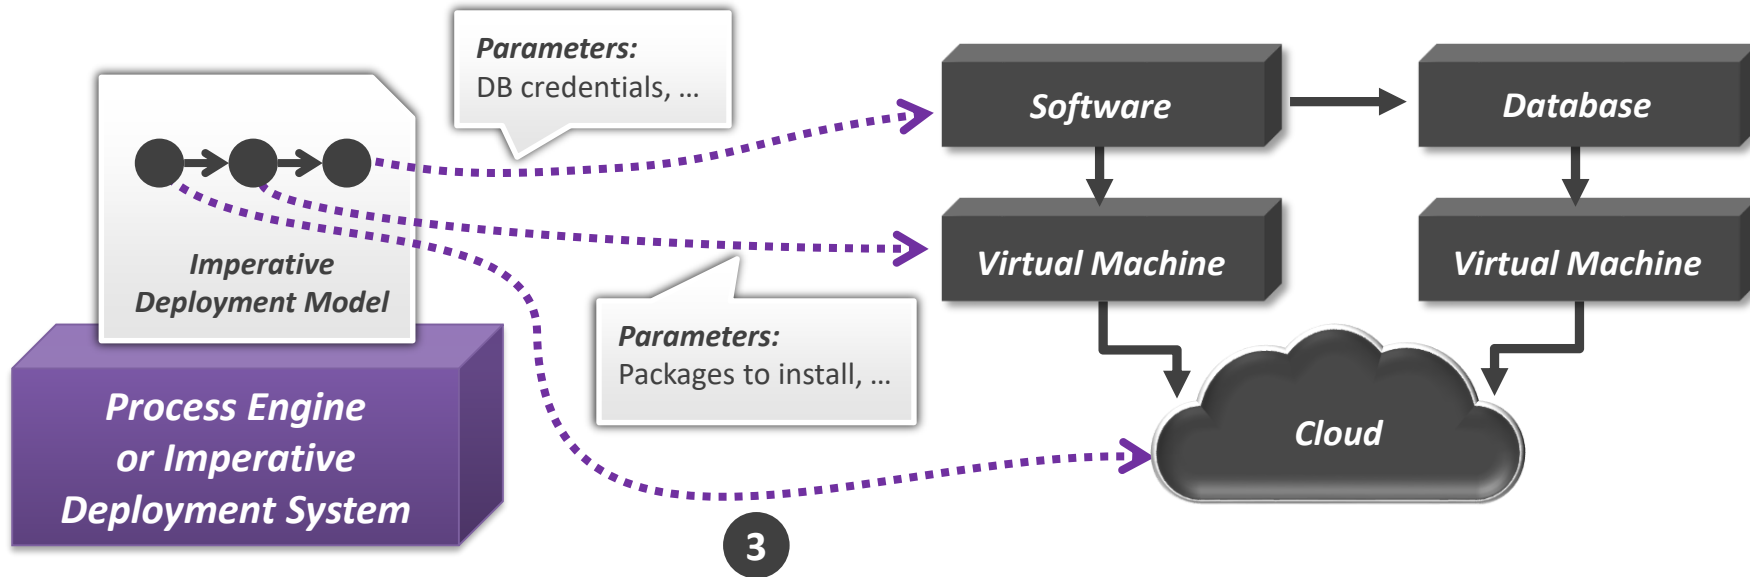 Parameters:
DB credentials, ...
Software
Database
Imperative
Deployment Model
Virtual Machine
Virtual Machine
Parameters:
Packages to install, ...
Process Engine
or Imperative
Deployment System
Cloud
3